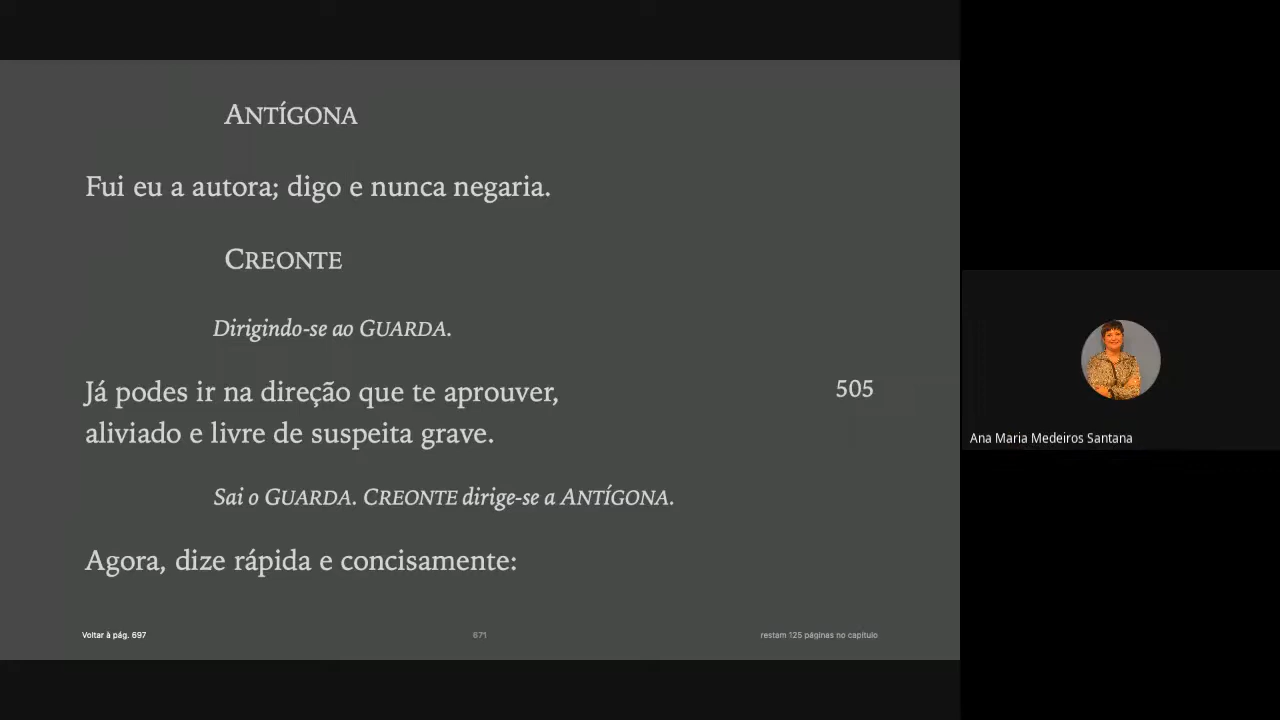 ANTÍGONA
Fui eu a autora; digo e nunca negaria.
CREONTE
Dirigindo-se ao GUARDA.
Já podes ir na direção que te aprouver,
505
aliviado e livre de suspeita grave.
Sai o GUARDA. CREONTE dirige-se a ANTÍGONA.
Agora, dize rápida e concisamente:
Voltar à pág. 697
671
restam 125 páginas no capítulo
Ana Maria Medeiros Santana